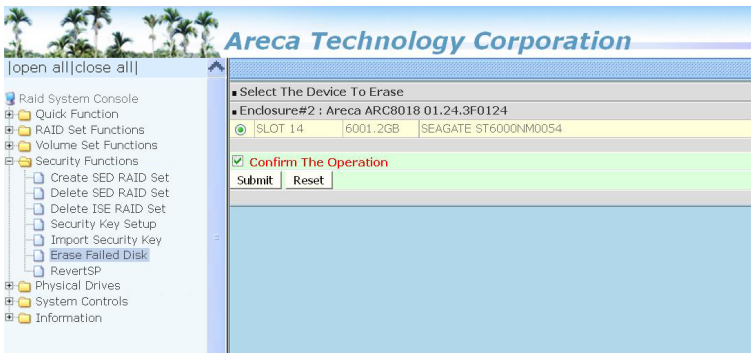 Areca Technology Corporation
|open all|close all|
Raid System Console
Quick Function
RAID Set Functions
Volume Set Functions
Security Functions
Create SED RAID Set
Delete SED RAID Set
Delete ISE RAID Set
Security Key Setup
Import Security Key
Erase Failed Disk
RevertSP
Physical Drives
System Controls
Information
▪ Select The Device To Erase
▪ Enclosure#2 : Areca ARC8018 01.24.3F0124
SLOT 14 6001.2GB SEAGATE ST6000NM0054
Confirm The Operation
Submit Reset